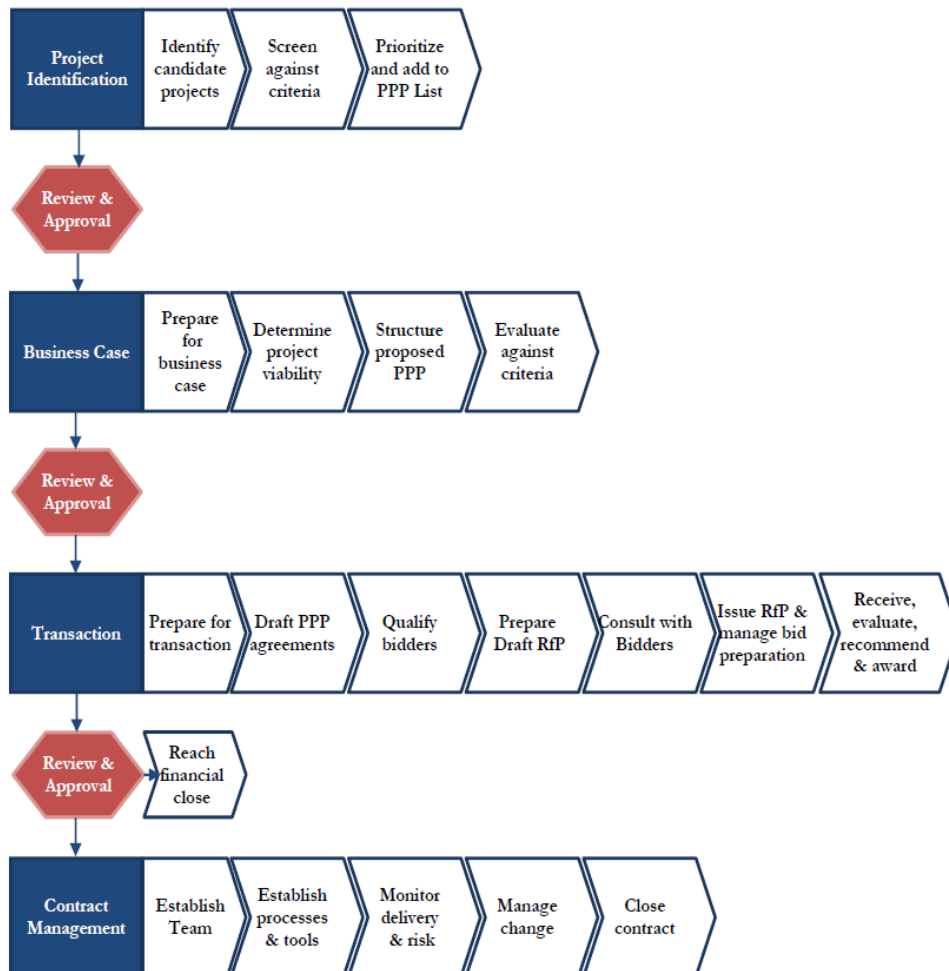 Project
Identification
Identify
candidate
projects
Screen
against
criteria
Prioritize
and add to
PPP List
Review &
Approval
Business Case
Prepare
for
business
case
Determine
project
viability
Structure
proposed
PPP
Evaluate
against
criteria
Review &
Approval
Transaction
Prepare for
transaction
Draft PPP
agreements
Qualify
bidders
Prepare
Draft RfP
Consult with
Bidders
Issue RfP &
manage bid
preparation
Receive,
evaluate,
recommend
& award
Review &
Approval
Reach
financial
close
Contract
Management
Establish
Team
Establish
processes
& tools
Monitor
delivery
& risk
Manage
change
Close
contract